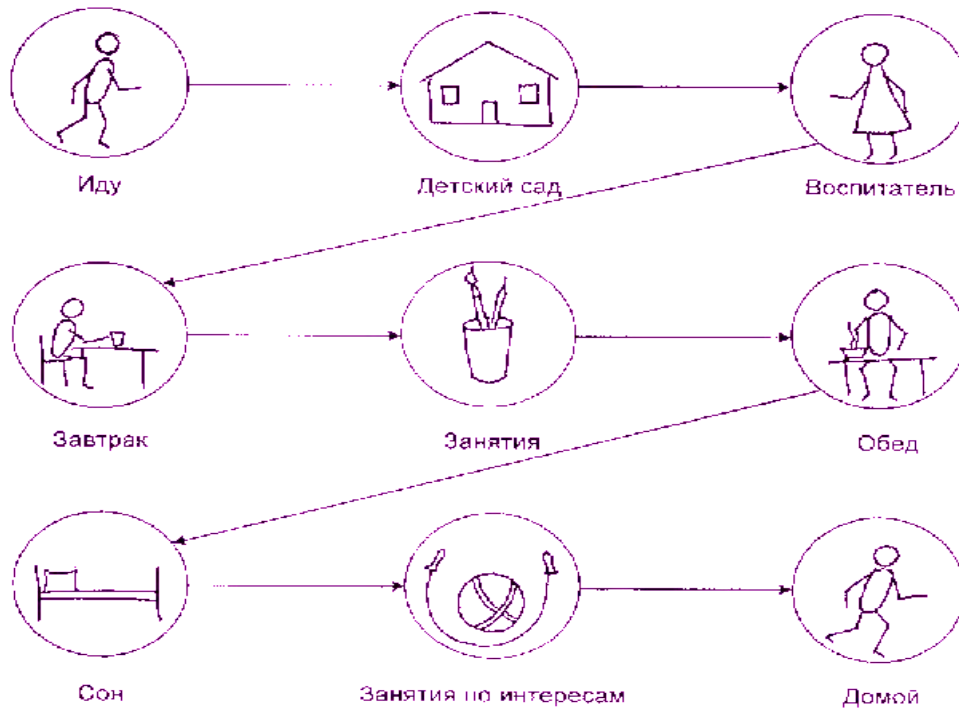 Иду
Детский сад
Воспитатель
Завтрак
Занятия
Обед
Сон
Занятия по интересам
Домой